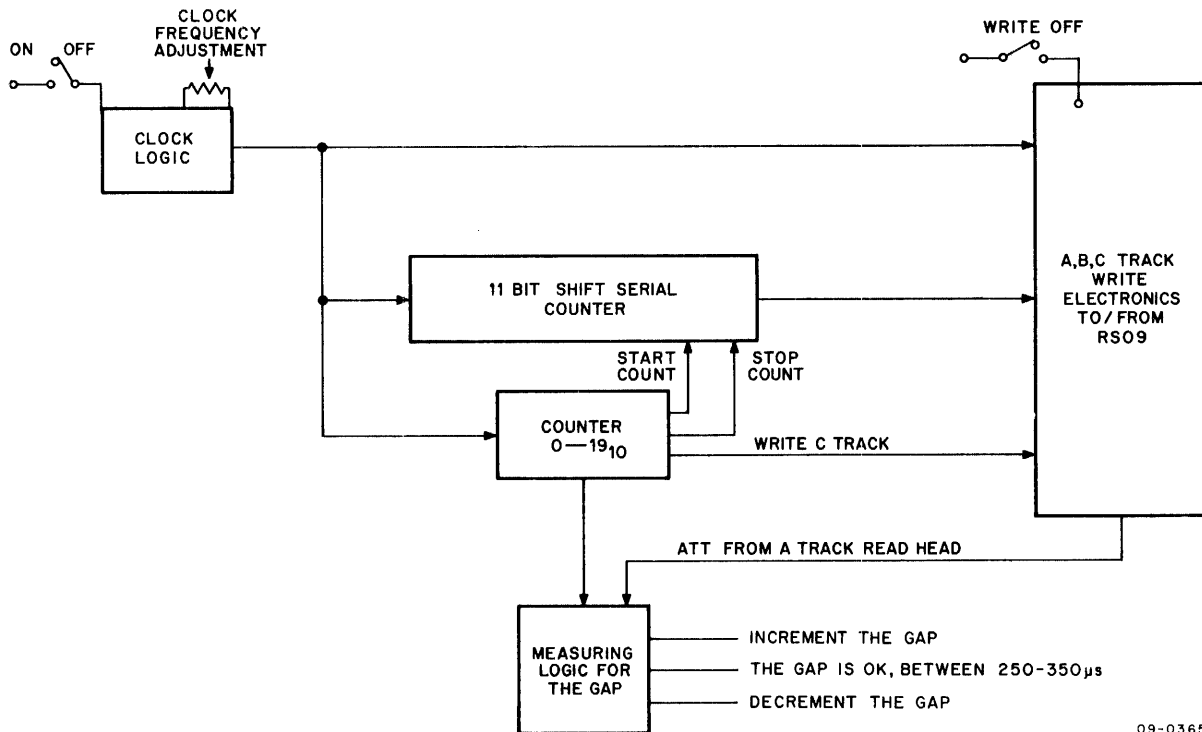 CLOCK
FREQUENCY
ADJUSTMENT
ON OFF
WRITE OFF
CLOCK
LOGIC
11 BIT SHIFT SERIAL
COUNTER
A,B,C TRACK
WRITE
ELECTRONICS
TO/FROM
RS09
START
COUNT
STOP
COUNT
COUNTER
0—19₁₀
WRITE C TRACK
ATT FROM A TRACK READ HEAD
MEASURING
LOGIC FOR
THE GAP
INCREMENT THE GAP
THE GAP IS OK, BETWEEN 250-350µs
DECREMENT THE GAP
09-0365